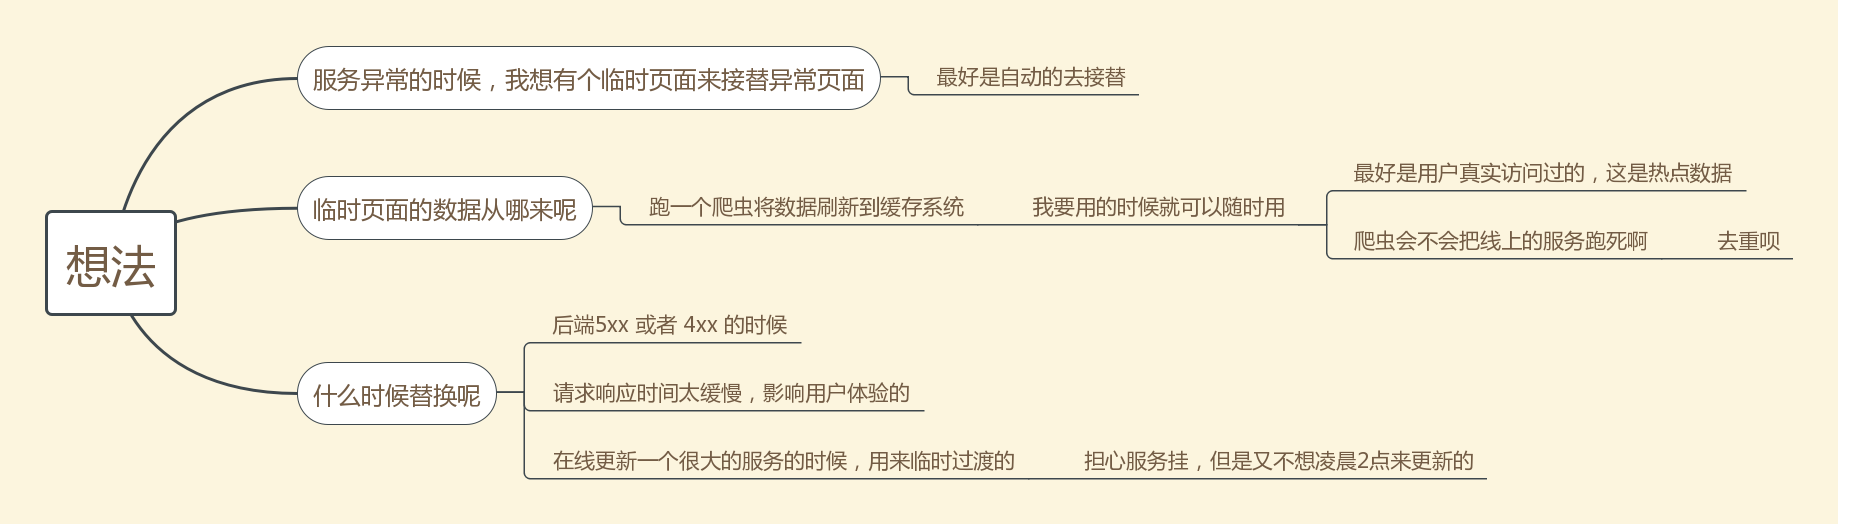 想法
服务异常的时候，我想有个临时页面来接替异常页面
最好是自动的去接替
临时页面的数据从哪来呢
跑一个爬虫将数据刷新到缓存系统
我要用的时候就可以随时用
最好是用户真实访问过的，这是热点数据
爬虫会不会把线上的服务跑死啊
去重呗
什么时候替换呢
后端5xx 或者 4xx 的时候
请求响应时间太缓慢，影响用户体验的
在线更新一个很大的服务的时候，用来临时过渡的
担心服务挂，但是又不想凌晨2点来更新的